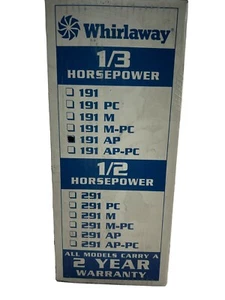 Whirlaway
1/3
HORSEPOWER
191
191 PC
191 M
191 M-PC
191 AP
191 AP-PC
1/2
HORSEPOWER
291
291 PC
291 M
291 M-PC
291 AP
291 AP-PC
ALL MODELS CARRY A
2 YEAR
WARRANTY